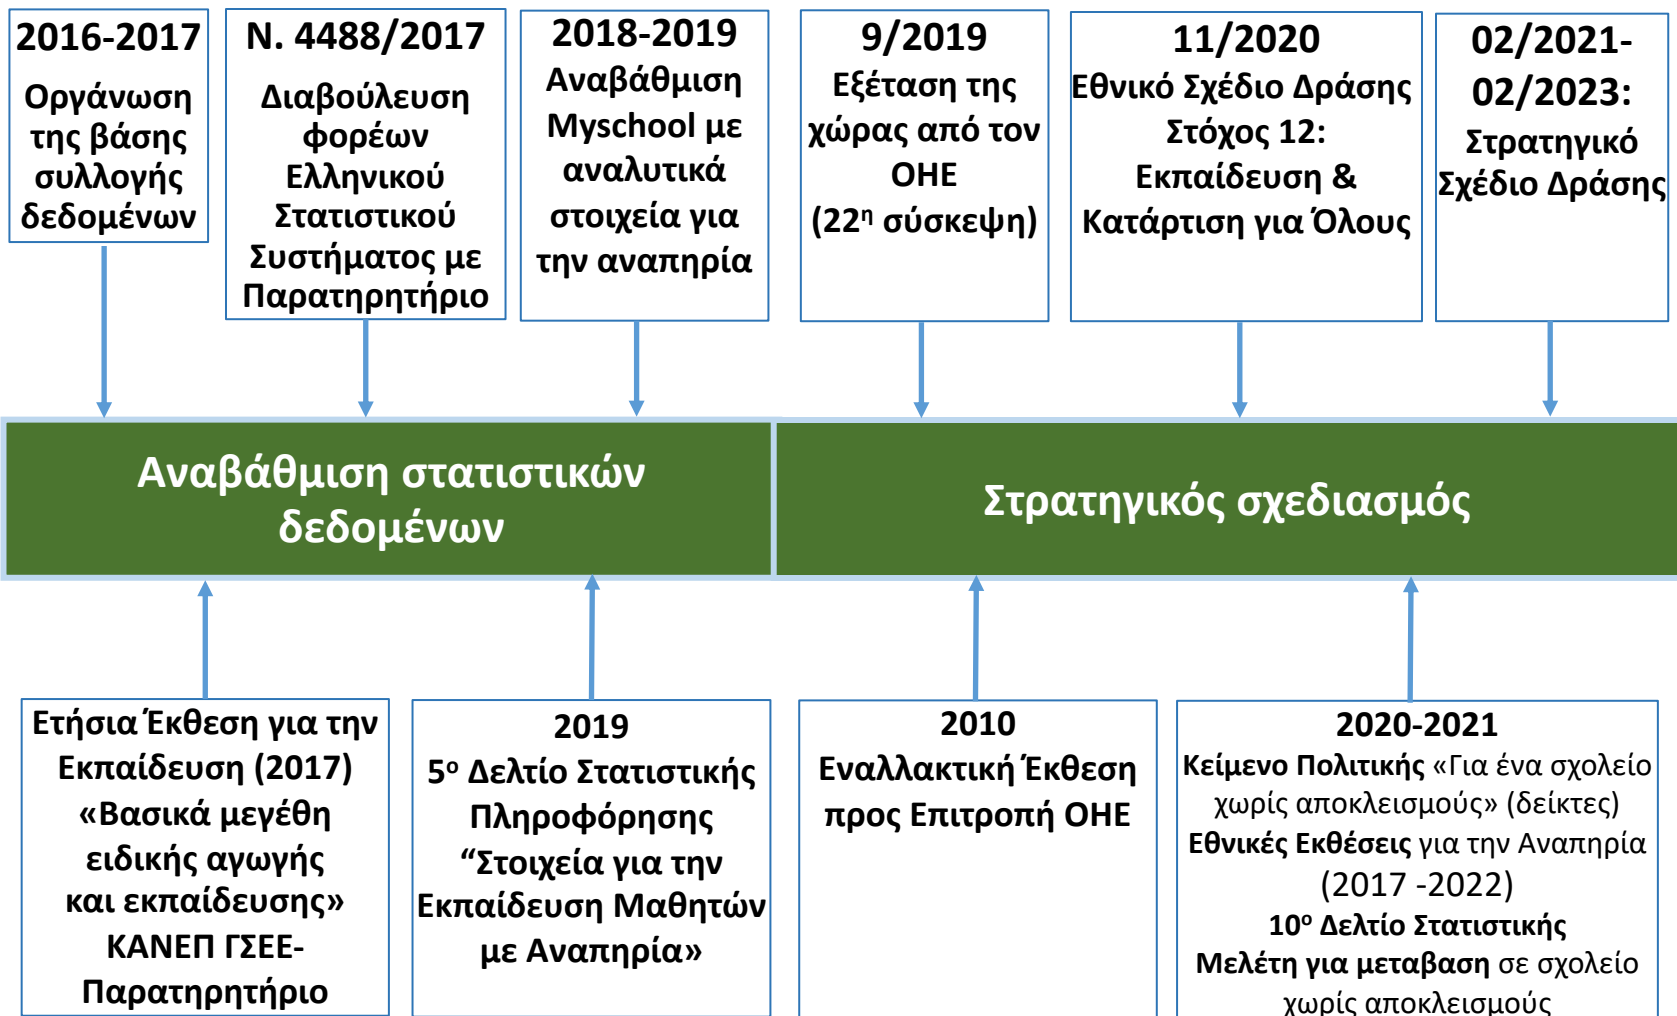 2016-2017
Οργάνωση
της βάσης
συλλογής
δεδομένων
Ν. 4488/2017
Διαβούλευση
φορέων
Ελληνικού
Στατιστικού
Συστήματος με
Παρατηρητήριο
2018-2019
Αναβάθμιση
Myschool με
αναλυτικά
στοιχεία για
την αναπηρία
9/2019
Εξέταση της
χώρας από τον
ΟΗΕ
(22η σύσκεψη)
11/2020
Εθνικό Σχέδιο Δράσης
Στόχος 12:
Εκπαίδευση &
Κατάρτιση για Όλους
02/2021-
02/2023:
Στρατηγικό
Σχέδιο Δράσης
Αναβάθμιση στατιστικών
δεδομένων
Στρατηγικός σχεδιασμός
Ετήσια Έκθεση για την
Εκπαίδευση (2017)
«Βασικά μεγέθη
ειδικής αγωγής
και εκπαίδευσης»
ΚΑΝΕΠ ΓΣΕΕ-
Παρατηρητήριο
2019
5ο Δελτίο Στατιστικής
Πληροφόρησης
“Στοιχεία για την
Εκπαίδευση Μαθητών
με Αναπηρία»
2010
Εναλλακτική Έκθεση
προς Επιτροπή ΟΗΕ
2020-2021
Κείμενο Πολιτικής «Για ένα σχολείο
χωρίς αποκλεισμούς» (δείκτες)
Εθνικές Εκθέσεις για την Αναπηρία
(2017 -2022)
10ο Δελτίο Στατιστικής
Μελέτη για μεταβαση σε σχολείο
χωρίς αποκλεισμούς